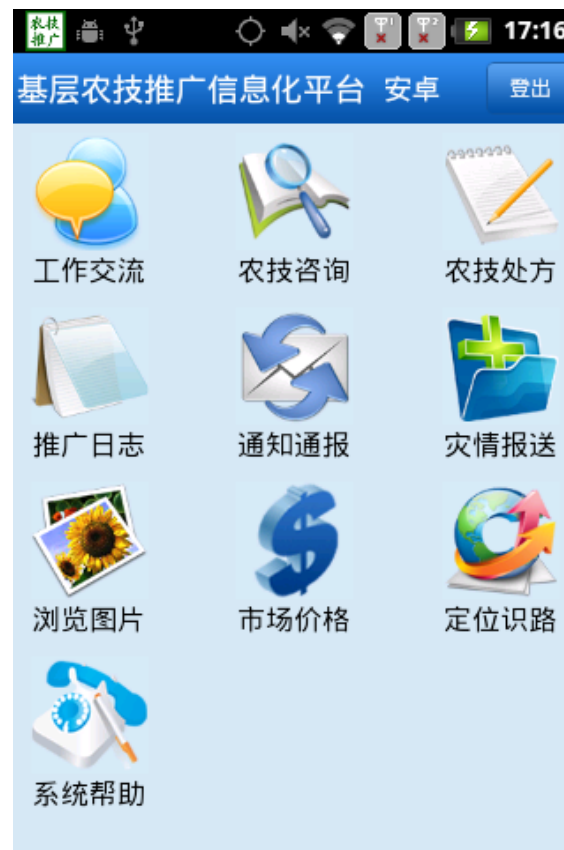 农技
推广
1 2 17:16
基层农技推广信息化平台 安卓 登出
工作交流 农技咨询 农技处方
推广日志 通知通报 灾情报送
浏览图片 市场价格 定位识路
系统帮助